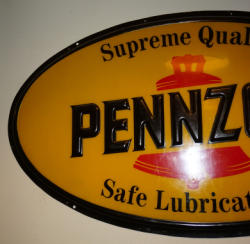 Supreme Qual
PENNZO
Safe Lubricat